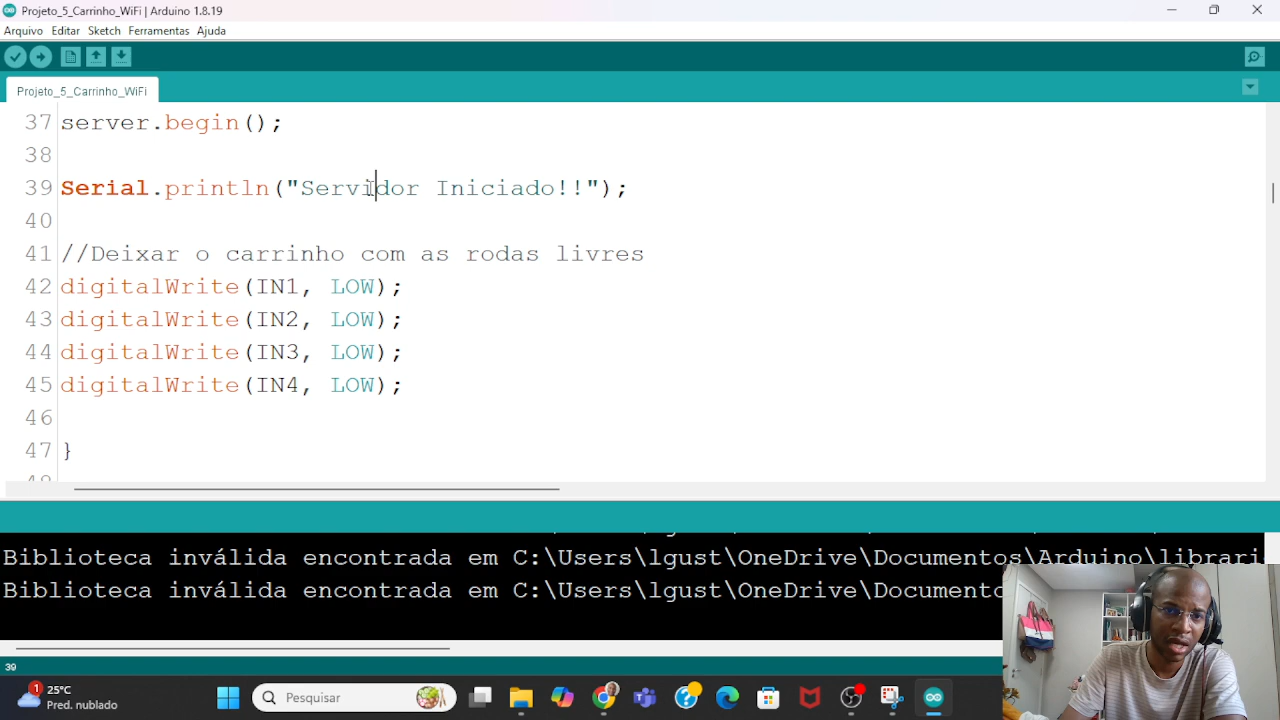 Projeto_5_Carrinho_WiFi | Arduino 1.8.19
Arquivo Editar Sketch Ferramentas Ajuda
Projeto_5_Carrinho_WiFi
37 server.begin();
38
39 Serial.println("Servidor Iniciado!!");
40
41 //Deixar o carrinho com as rodas livres
42 digitalWrite(IN1, LOW);
43 digitalWrite(IN2, LOW);
44 digitalWrite(IN3, LOW);
45 digitalWrite(IN4, LOW);
46
47 }
48
Biblioteca inválida encontrada em C:\Users\lgust\OneDrive\Documentos\Arduino\librari
Biblioteca inválida encontrada em C:\Users\lgust\OneDrive\Documento
39
1
25°C
Pred. nublado
Pesquisar